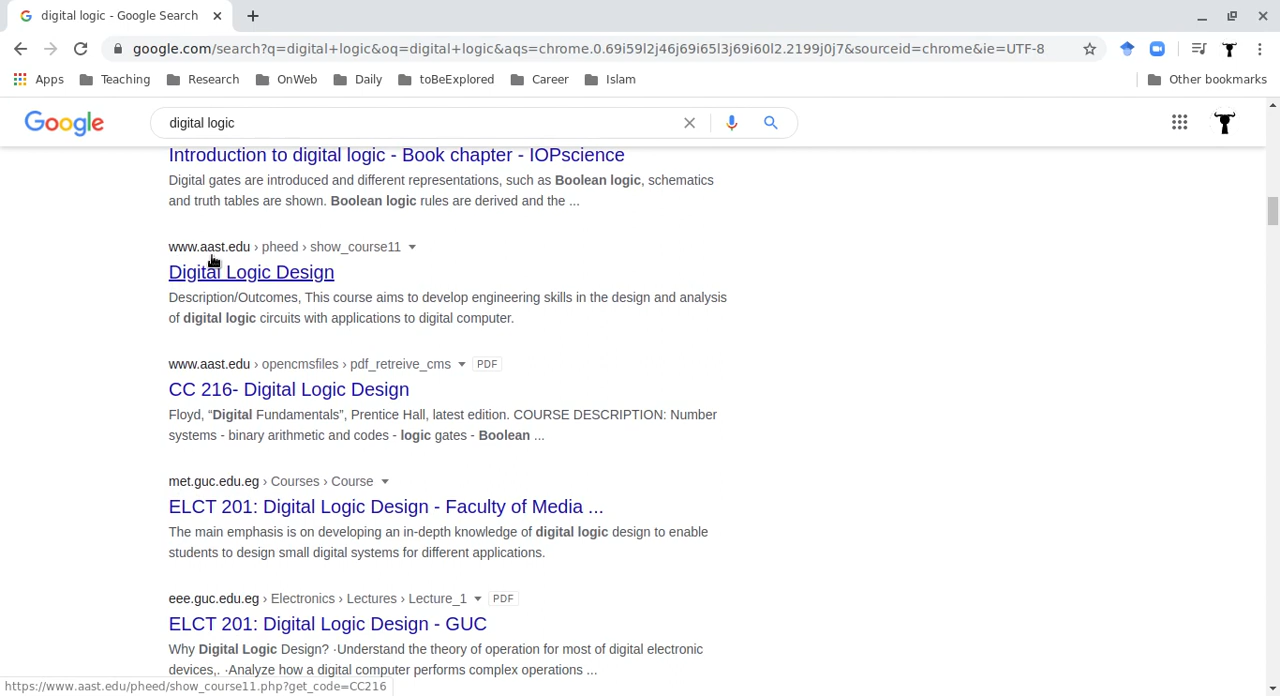 digital logic - Google Search
google.com/search?q=digital+logic&oq=digital+logic&aqs=chrome.0.69i59l2j46j69i65l3j69i60l2.2199j0j7&sourceid=chrome&ie=UTF-8
Apps Teaching Research OnWeb Daily toBeExplored Career Islam Other bookmarks
Google digital logic
Introduction to digital logic - Book chapter - IOPscience
Digital gates are introduced and different representations, such as Boolean logic, schematics
and truth tables are shown. Boolean logic rules are derived and the ...
www.aast.edu › pheed › show_course11
Digital Logic Design
Description/Outcomes, This course aims to develop engineering skills in the design and analysis
of digital logic circuits with applications to digital computer.
www.aast.edu › opencmsfiles › pdf_retreive_cms PDF
CC 216- Digital Logic Design
Floyd, “Digital Fundamentals”, Prentice Hall, latest edition. COURSE DESCRIPTION: Number
systems - binary arithmetic and codes - logic gates - Boolean ...
met.guc.edu.eg › Courses › Course
ELCT 201: Digital Logic Design - Faculty of Media ...
The main emphasis is on developing an in-depth knowledge of digital logic design to enable
students to design small digital systems for different applications.
eee.guc.edu.eg › Electronics › Lectures › Lecture_1 PDF
ELCT 201: Digital Logic Design - GUC
Why Digital Logic Design? ·Understand the theory of operation for most of digital electronic
devices,. ·Analyze how a digital computer performs complex operations ...
https://www.aast.edu/pheed/show_course11.php?get_code=CC216